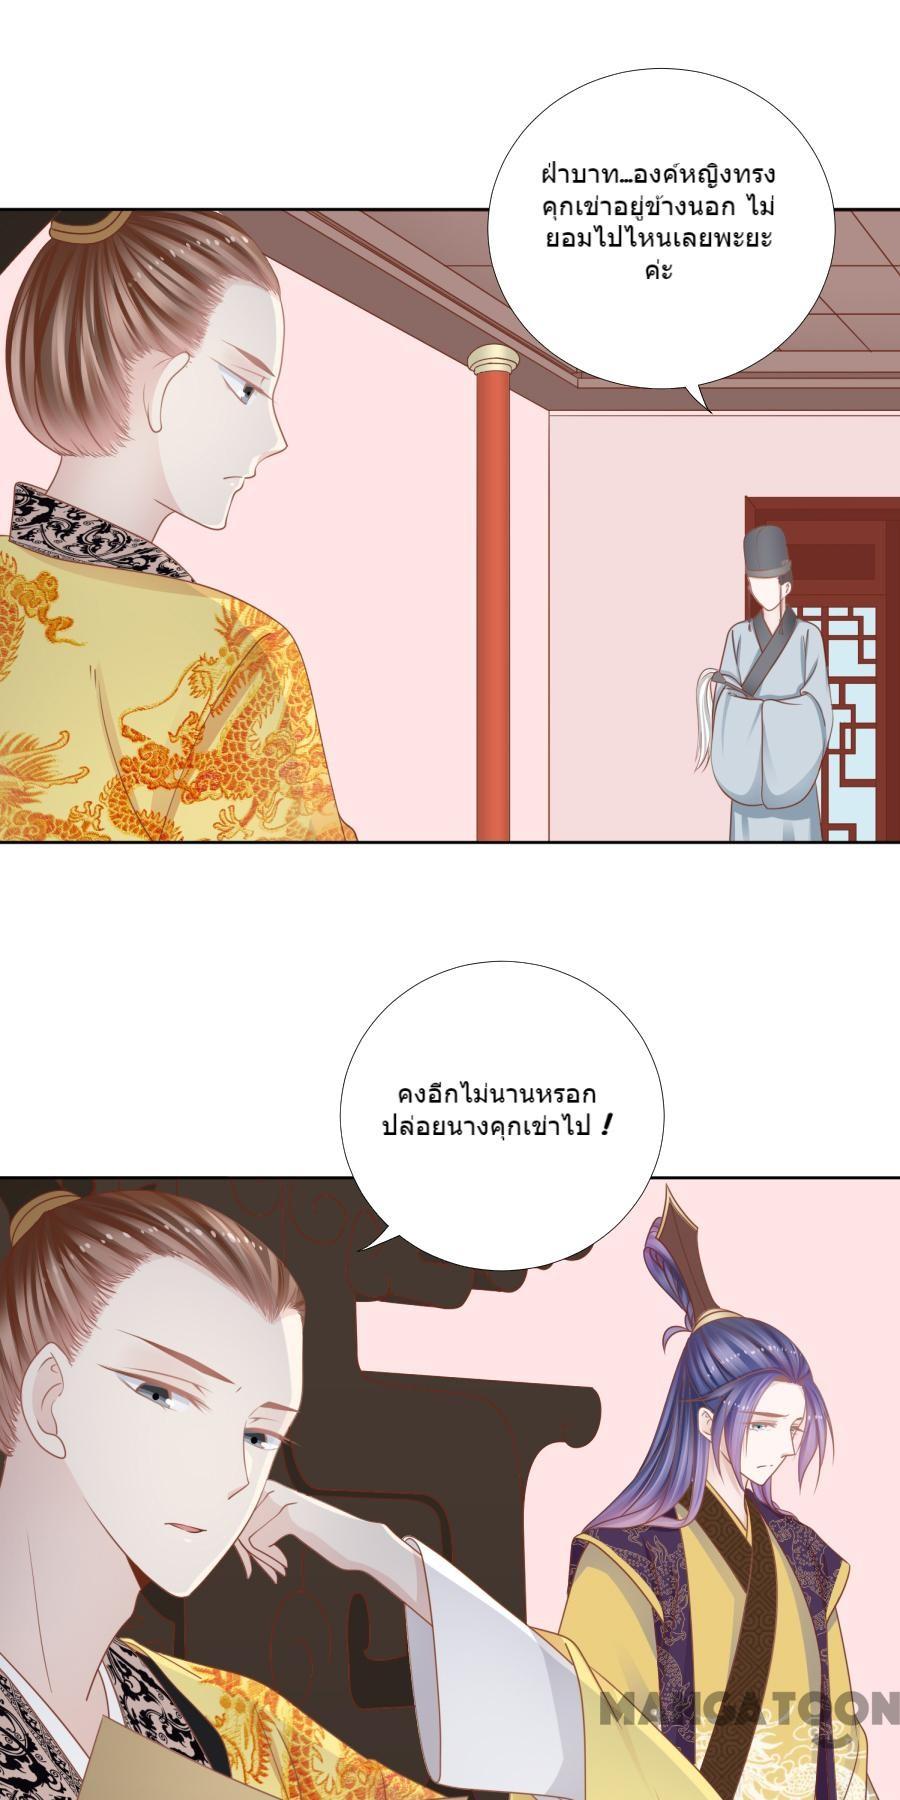 ฝ่าบาท...องค์หญิงทรง
คุกเข่าอยู่ข้างนอก ไม่
ยอมไปไหนเลยพะยะ
ค่ะ
คงอีกไม่นานหรอก
ปล่อยนางคุกเข่าไป !
MANGATOON